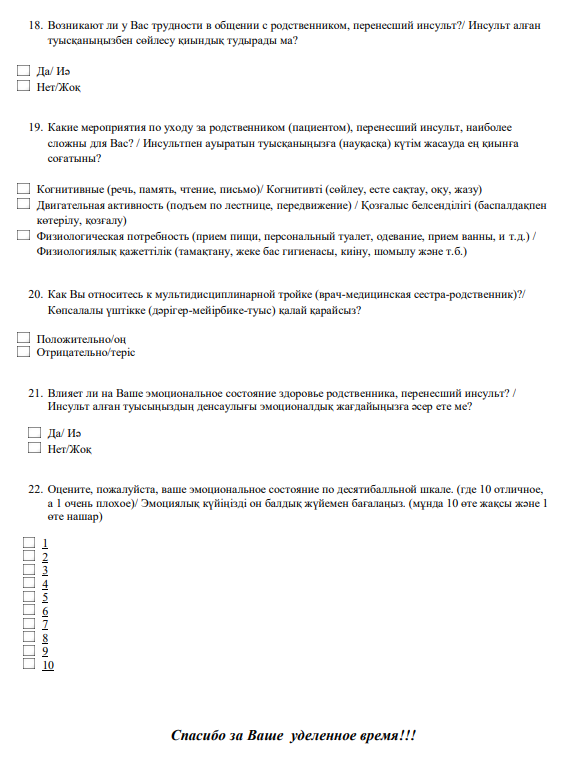 18. Возникают ли у Вас трудности в общении с родственником, перенесший инсульт?/ Инсульт алған
туысқаныңызбен сөйлесу қиындық тудырады ма?
Да/ Иә
Нет/Жоқ
19. Какие мероприятия по уходу за родственником (пациентом), перенесший инсульт, наиболее
сложны для Вас? / Инсультпен ауыратын туысқаныңызға (науқасқа) күтім жасауда ең қиынға
соғатыны?
Когнитивные (речь, память, чтение, письмо)/ Когнитивті (сөйлеу, есте сақтау, оқу, жазу)
Двигательная активность (подъем по лестнице, передвижение) / Қозғалыс белсенділігі (баспалдақпен
көтерілу, қозғалу)
Физиологическая потребность (прием пищи, персональный туалет, одевание, прием ванны, и т.д.) /
Физиологиялық қажеттілік (тамақтану, жеке бас гигиенасы, киіну, шомылу және т.б.)
20. Как Вы относитесь к мультидисциплинарной тройке (врач-медицинская сестра-родственник)?/
Көпсалалы үштікке (дәрігер-мейірбике-туыс) қалай қарайсыз?
Положительно/оң
Отрицательно/теріс
21. Влияет ли на Ваше эмоциональное состояние здоровье родственника, перенесший инсульт? /
Инсульт алған туысыңыздың денсаулығы эмоционалдық жағдайыңызға әсер ете ме?
Да/ Иә
Нет/Жоқ
22. Оцените, пожалуйста, ваше эмоциональное состояние по десятибалльной шкале. (где 10 отличное,
а 1 очень плохое)/ Эмоциялық күйіңізді он балдық жүйемен бағалаңыз. (мұнда 10 өте жақсы және 1
өте нашар)
1
2
3
4
5
6
7
8
9
10
Спасибо за Ваше уделенное время!!!